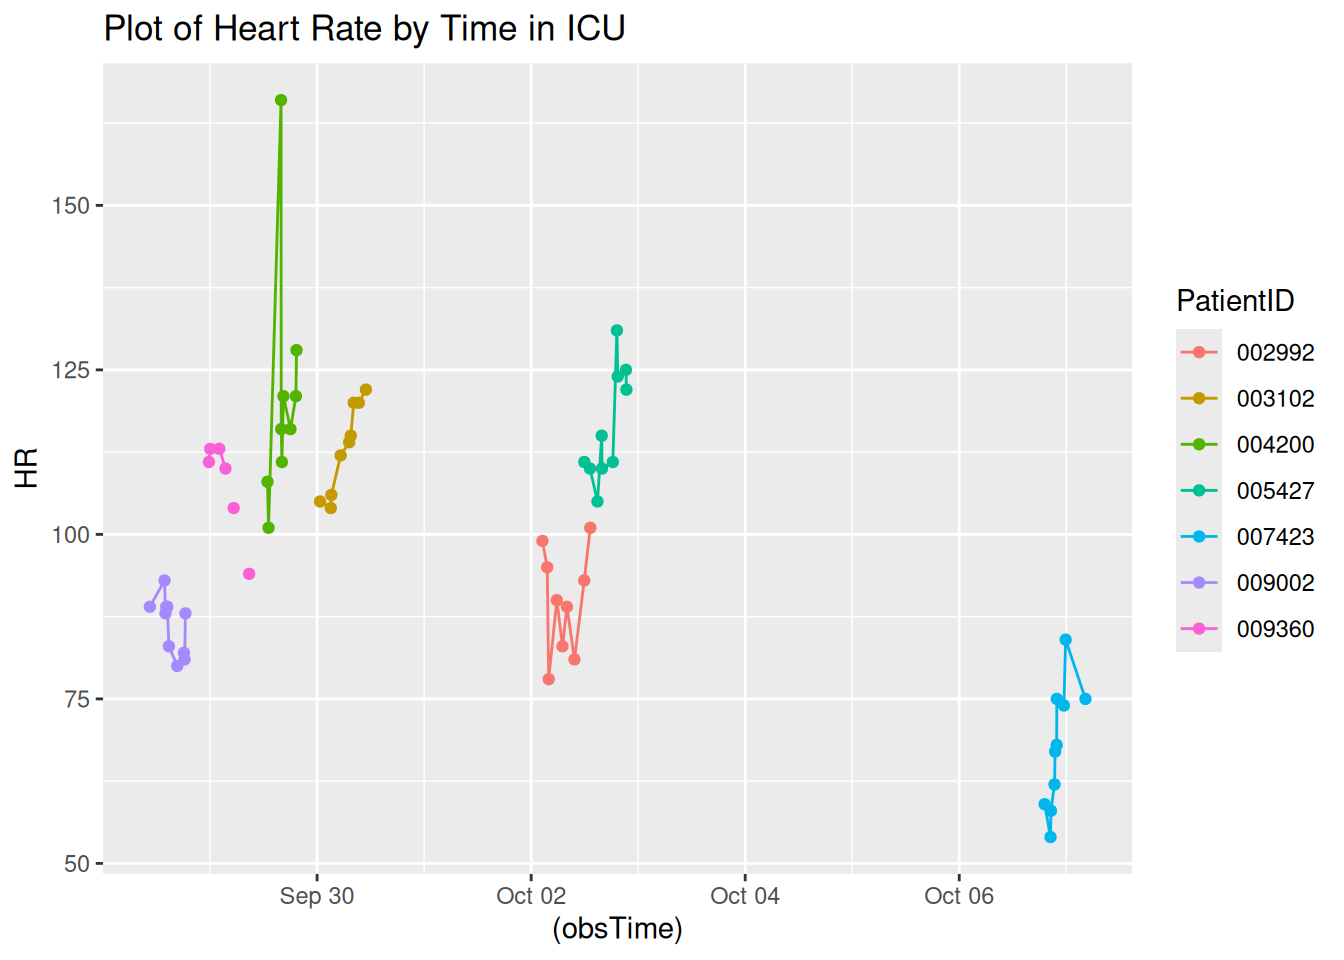 Plot of Heart Rate by Time in ICU
HR
150
125
100
75
50
Sep 30
Oct 02
Oct 04
Oct 06
(obsTime)
PatientID
002992
003102
004200
005427
007423
009002
009360